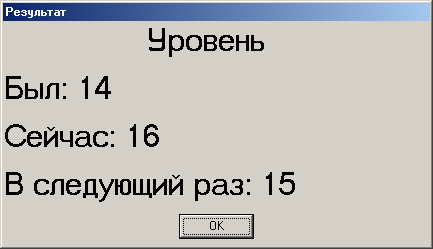 Результат
Уровень
Был: 14
Сейчас: 16
В следующий раз: 15
OK